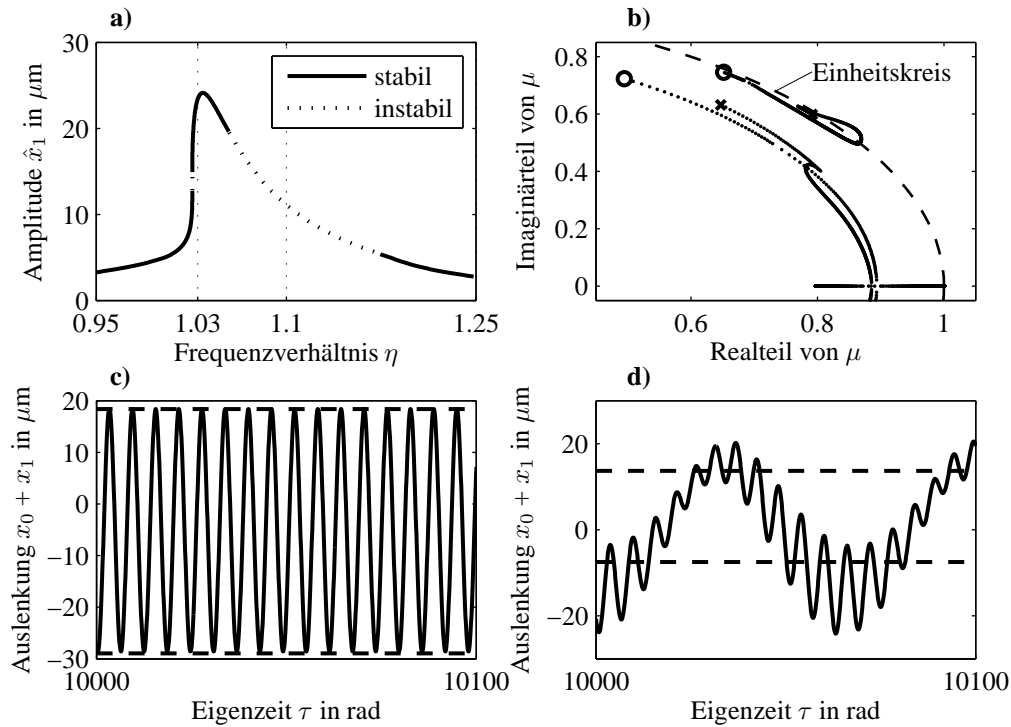 a)
30
20
10
0
0.95
1.03
1.1
1.25
Amplitude x̂₁ in μm
Frequenzverhältnis η
stabil
instabil
b)
0.8
0.6
0.4
0.2
0
0.6
0.8
1
Imaginärteil von μ
Realteil von μ
Einheitskreis
c)
20
10
0
−10
−20
−30
10000
10100
Auslenkung x₀ + x₁ in μm
Eigenzeit τ in rad
d)
20
0
−20
10000
10100
Auslenkung x₀ + x₁ in μm
Eigenzeit τ in rad